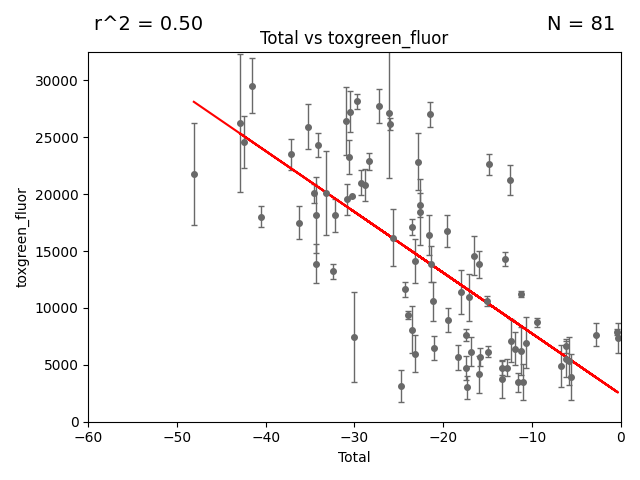 r^2 = 0.50
N = 81
Total vs toxgreen_fluor
30000
25000
20000
15000
10000
5000
0
toxgreen_fluor
−60
−50
−40
−30
−20
−10
0
Total